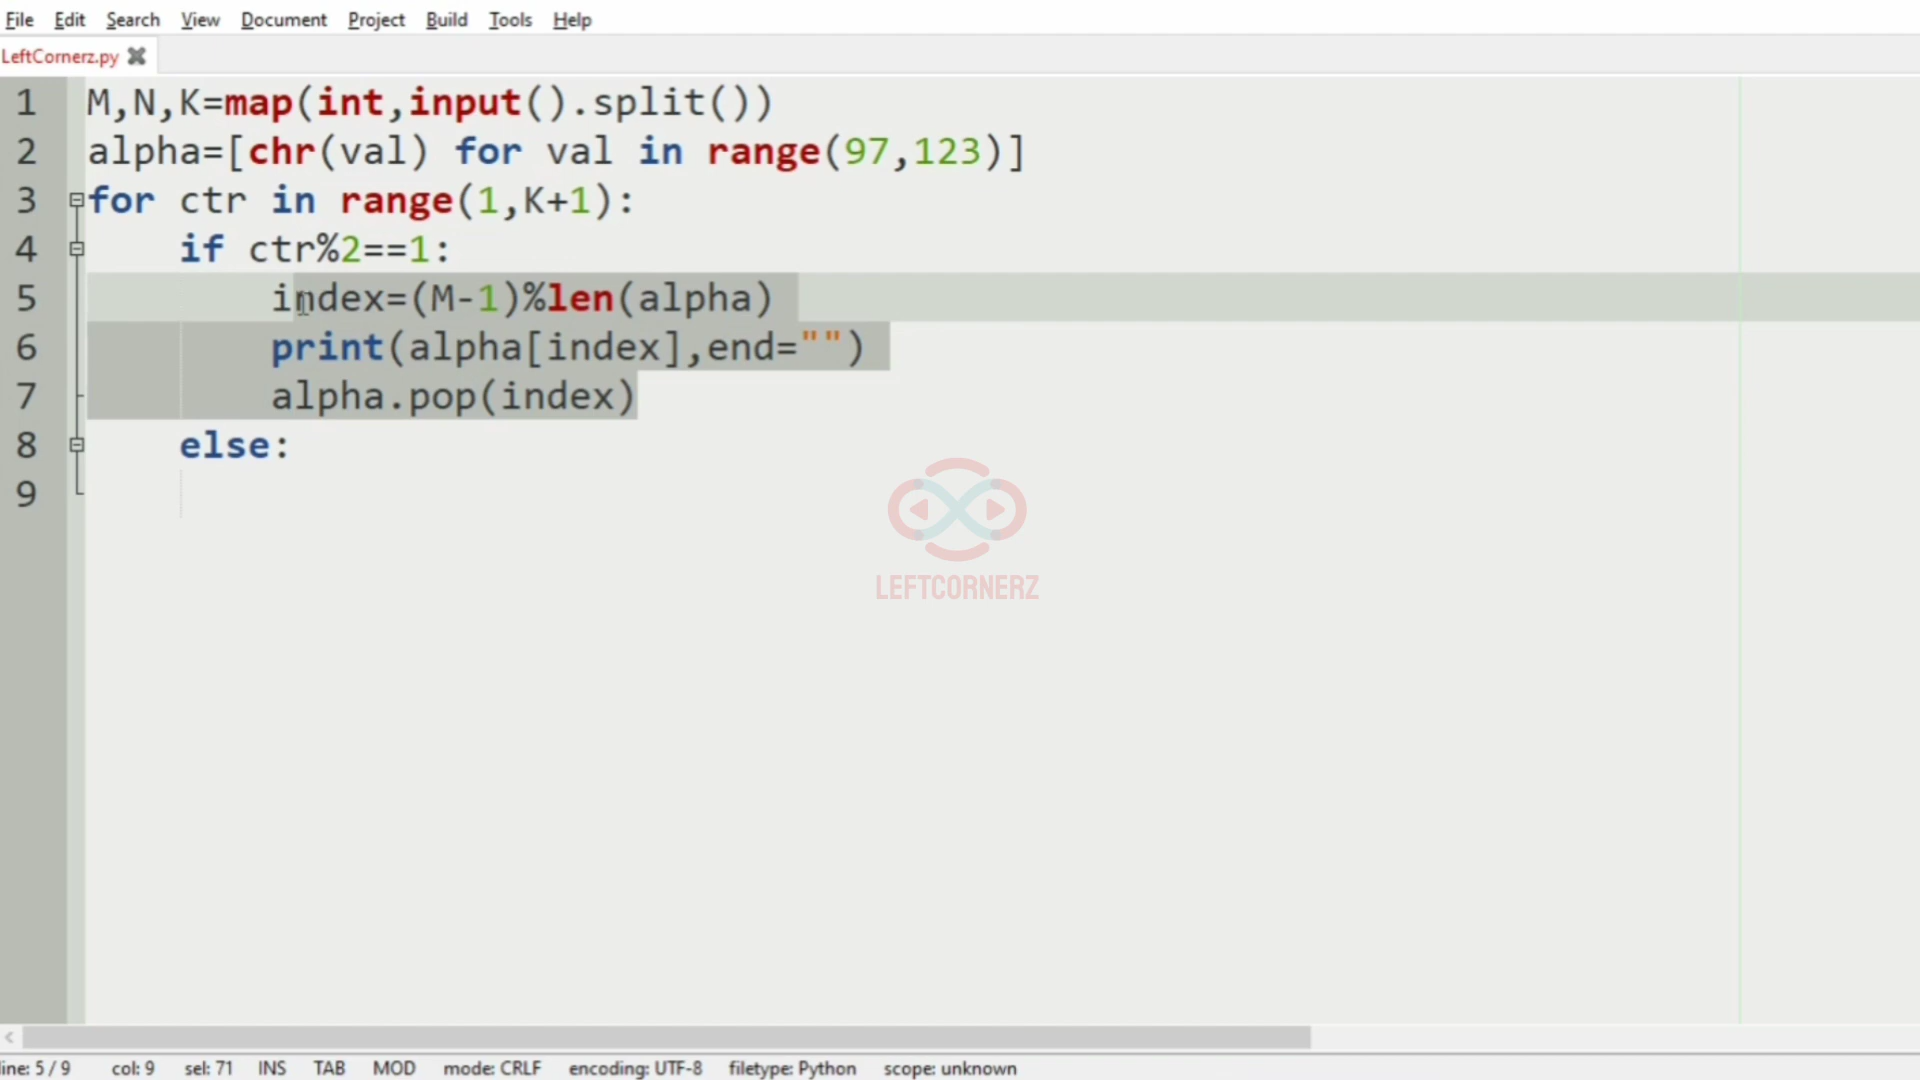 File Edit Search View Document Project Build Tools Help
LeftCornerz.py
1 M,N,K=map(int,input().split())
2 alpha=[chr(val) for val in range(97,123)]
3 for ctr in range(1,K+1):
4     if ctr%2==1:
5         index=(M-1)%len(alpha)
6         print(alpha[index],end="")
7         alpha.pop(index)
8     else:
9
LEFTCORNERZ
line: 5 / 9 col: 9 sel: 71 INS TAB MOD mode: CRLF encoding: UTF-8 filetype: Python scope: unknown